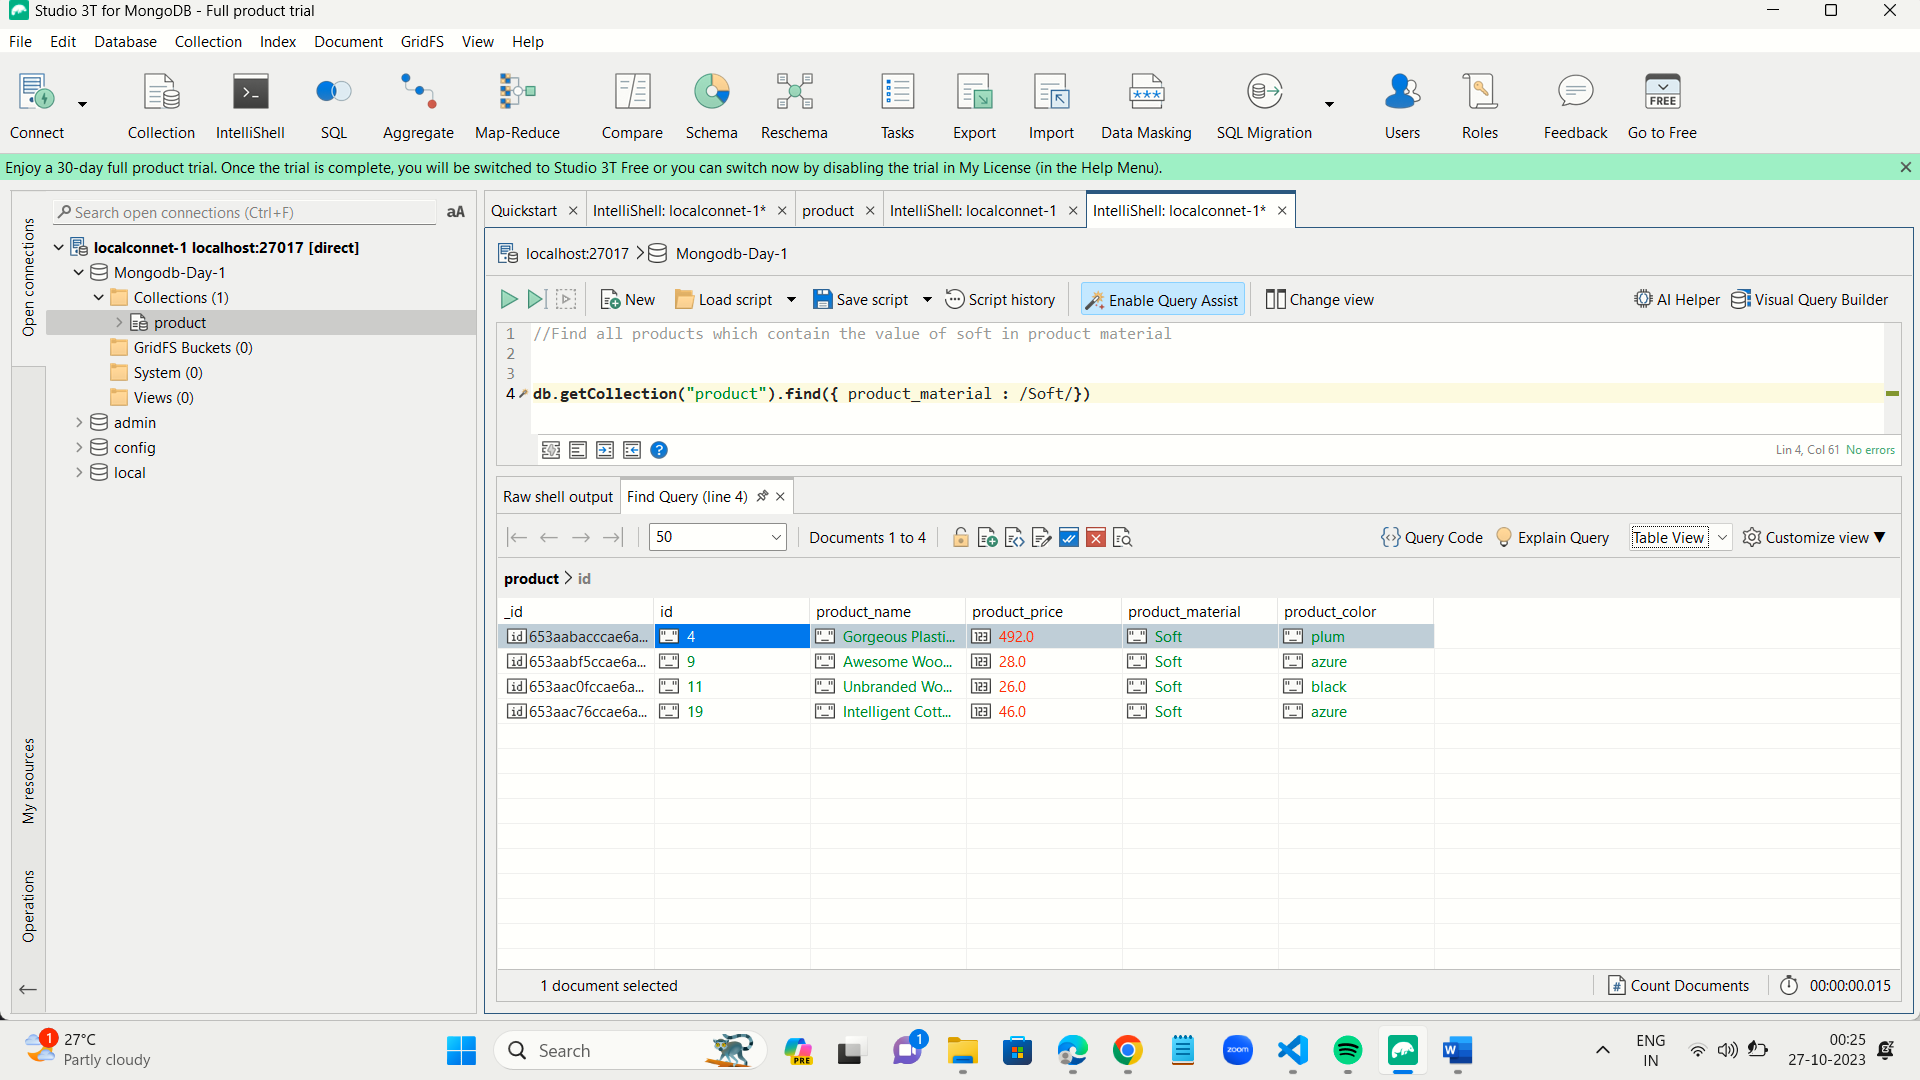 Studio 3T for MongoDB - Full product trial
File Edit Database Collection Index Document GridFS View Help
Connect Collection IntelliShell SQL Aggregate Map-Reduce Compare Schema Reschema Tasks Export Import Data Masking SQL Migration Users Roles Feedback Go to Free
Enjoy a 30-day full product trial. Once the trial is complete, you will be switched to Studio 3T Free or you can switch now by disabling the trial in My License (in the Help Menu).
Open connections
My resources
Operations
Search open connections (Ctrl+F) aA
localconnet-1 localhost:27017 [direct]
Mongodb-Day-1
Collections (1)
product
GridFS Buckets (0)
System (0)
Views (0)
admin
config
local
Quickstart IntelliShell: localconnet-1* product IntelliShell: localconnet-1 IntelliShell: localconnet-1*
localhost:27017 Mongodb-Day-1
New Load script Save script Script history Enable Query Assist Change view AI Helper Visual Query Builder
1 //Find all products which contain the value of soft in product material
2
3
4 db.getCollection("product").find({ product_material : /Soft/})
Lin 4, Col 61 No errors
Raw shell output Find Query (line 4)
50 Documents 1 to 4 Query Code Explain Query Table View Customize view
product > id
_id id product_name product_price product_material product_color
653aabacccae6a... 4 Gorgeous Plasti... 492.0 Soft plum
653aabf5ccae6a... 9 Awesome Woo... 28.0 Soft azure
653aac0fccae6a... 11 Unbranded Wo... 26.0 Soft black
653aac76ccae6a... 19 Intelligent Cott... 46.0 Soft azure
1 document selected Count Documents 00:00:00.015
1 27°C
Partly cloudy
Search
PRE
1
zoom
W
ENG
IN
00:25
27-10-2023